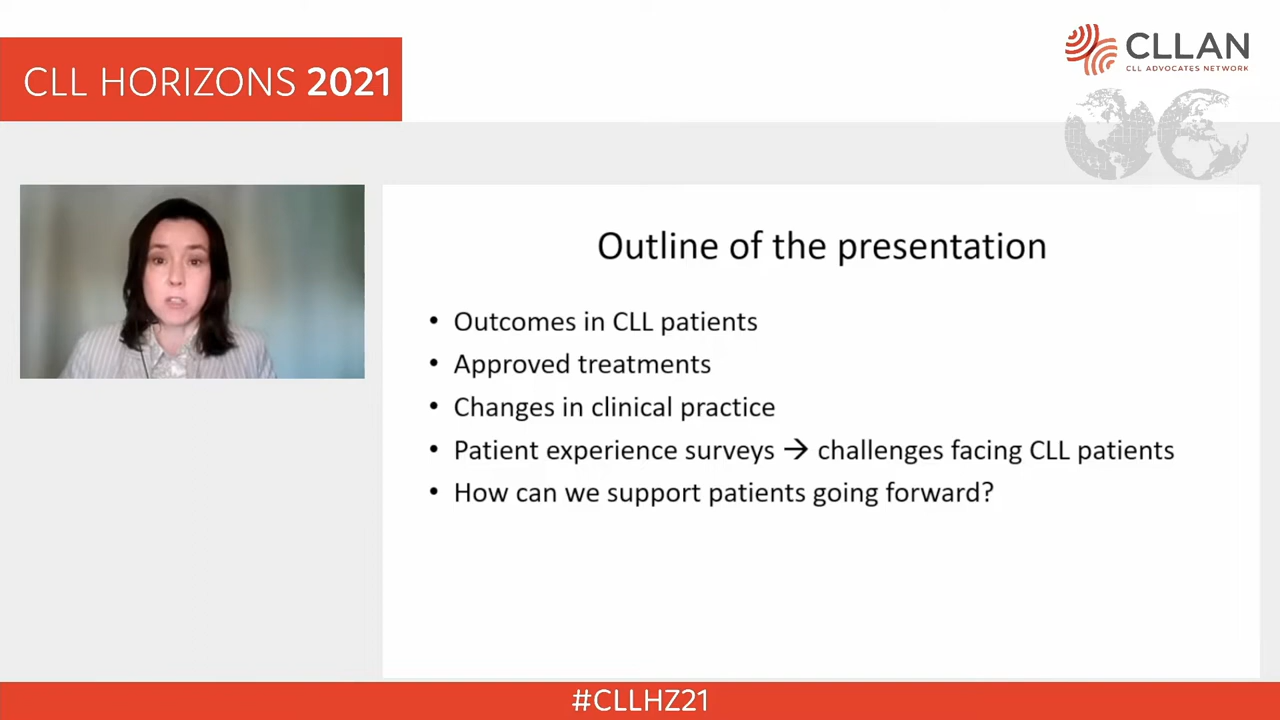 CLL HORIZONS 2021
CLLAN
CLL ADVOCATES NETWORK
Outline of the presentation
• Outcomes in CLL patients
• Approved treatments
• Changes in clinical practice
• Patient experience surveys → challenges facing CLL patients
• How can we support patients going forward?
#CLLHZ21